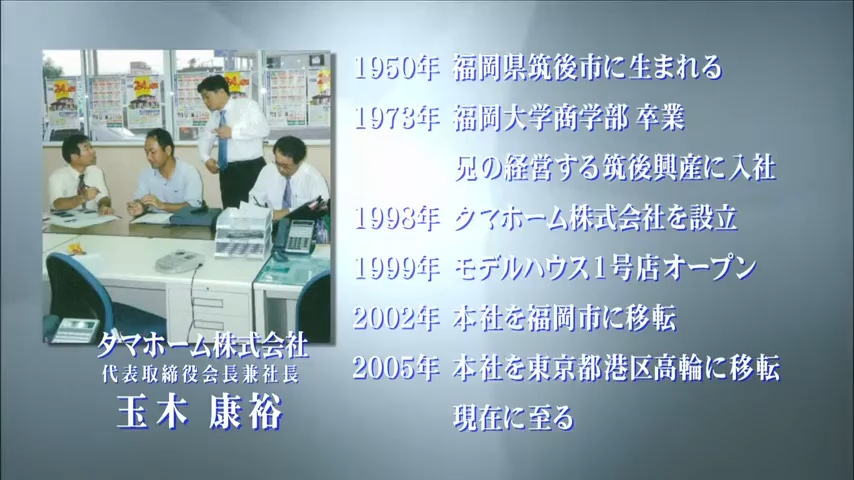 1950年 福岡県筑後市に生まれる
1973年 福岡大学商学部 卒業
兄の経営する筑後興産に入社
1998年 タマホーム株式会社を設立
1999年 モデルハウス1号店オープン
2002年 本社を福岡市に移転
2005年 本社を東京都港区高輪に移転
現在に至る
タマホーム株式会社
代表取締役会長兼社長
玉木 康裕